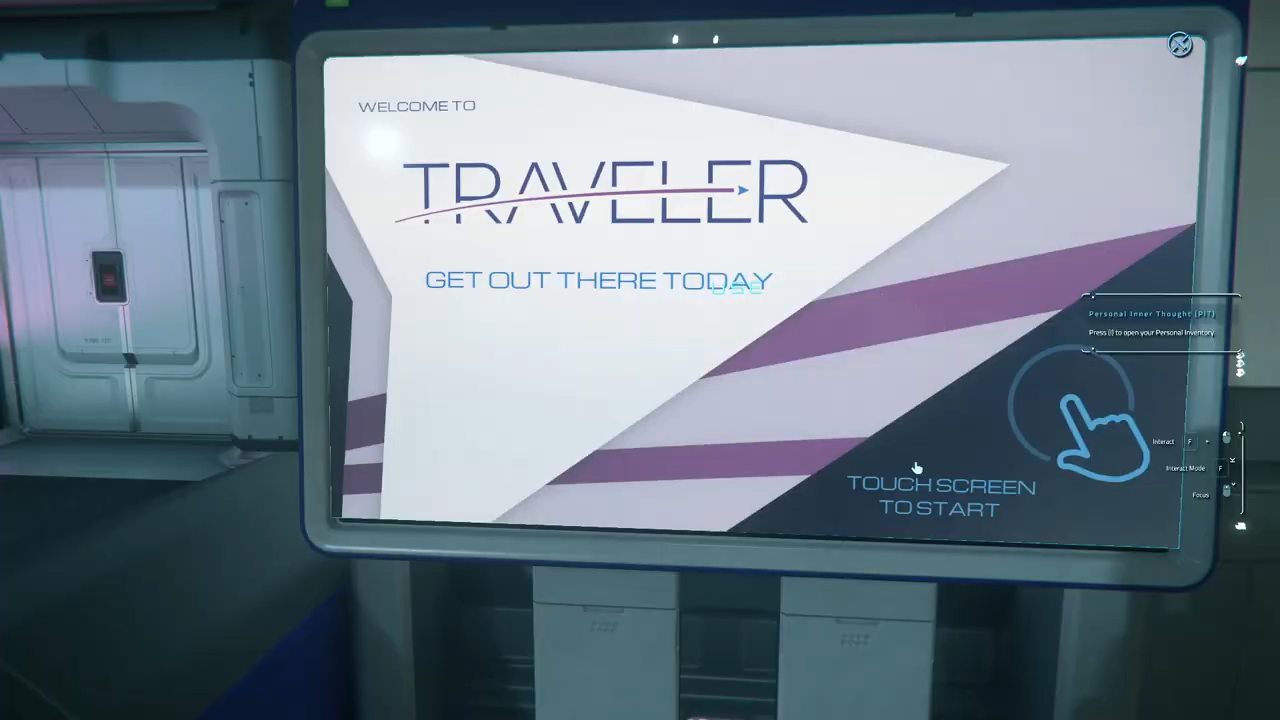 WELCOME TO
TRAVELER
GET OUT THERE TODAY
USE
Personal Inner Thought (PIT)
Press (I) to open your Personal Inventory.
Interact F +
Interact Mode F
Focus
TOUCH SCREEN
TO START